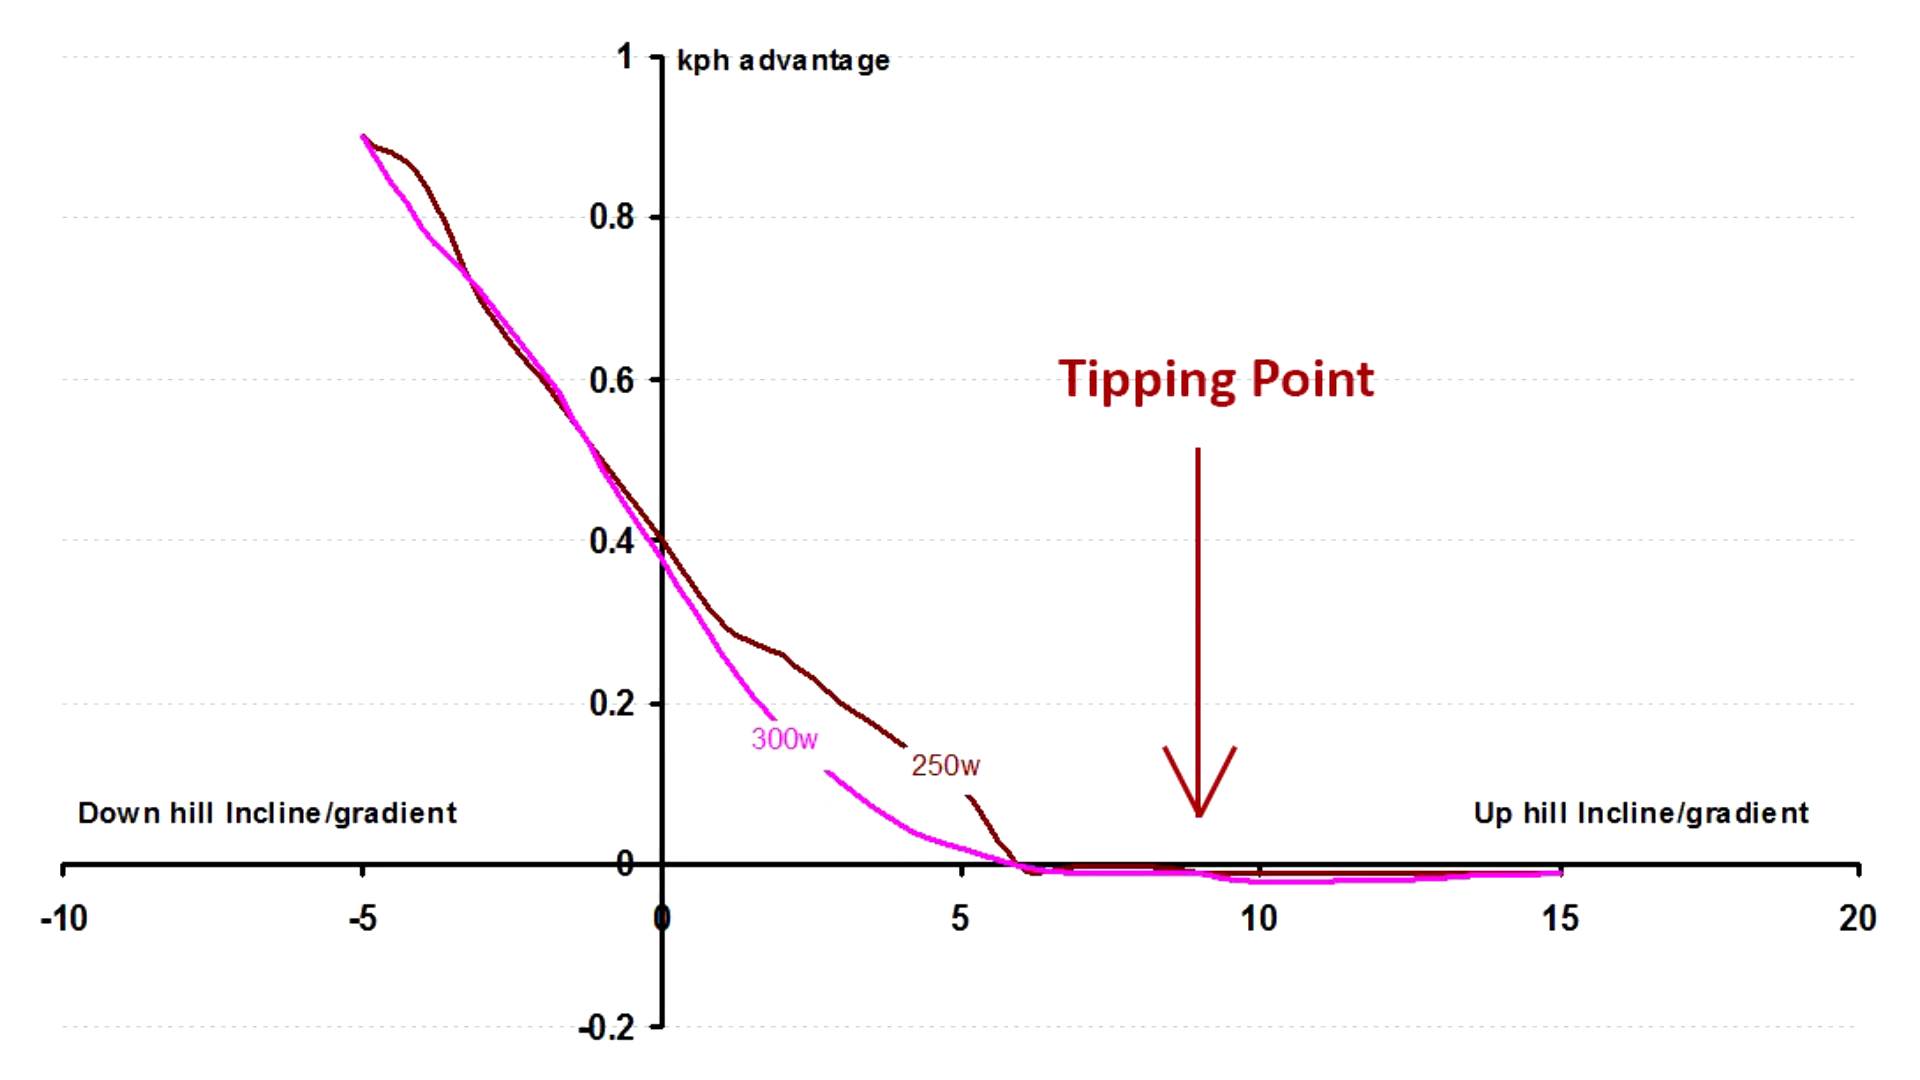 1
kph advantage
0.8
0.6
Tipping Point
0.4
0.2
300w
250w
Down hill Incline/gradient
Up hill Incline/gradient
0
-10
-5
0
5
10
15
20
-0.2